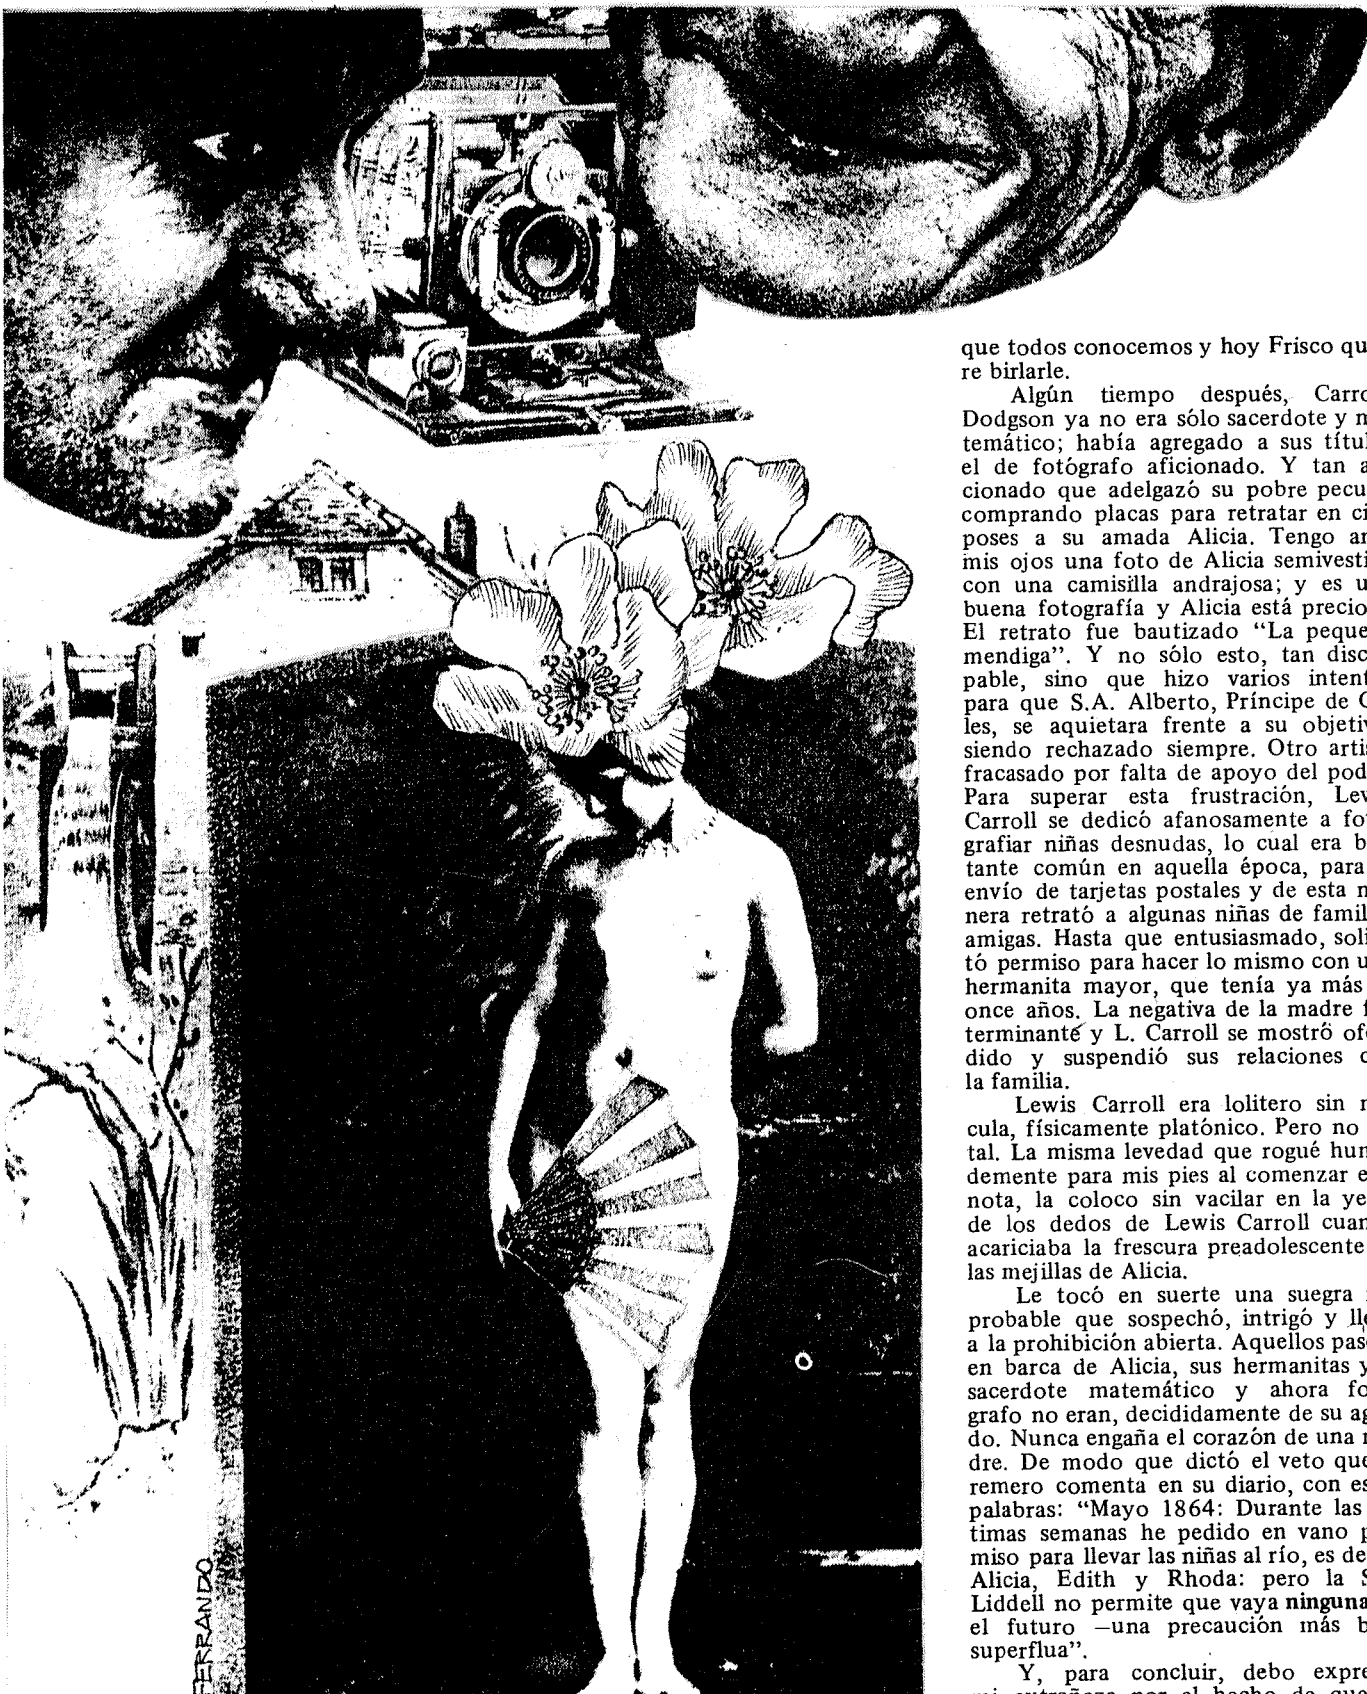 que todos conocemos y hoy Frisco qu
re birlarle.
Algún tiempo después, Carro
Dodgson ya no era sólo sacerdote y m
temático; había agregado a sus títul
el de fotógrafo aficionado. Y tan a
cionado que adelgazó su pobre pecu
comprando placas para retratar en ci
poses a su amada Alicia. Tengo an
mis ojos una foto de Alicia semivesti
con una camisilla andrajosa; y es u
buena fotografía y Alicia está precio
El retrato fue bautizado “La peque
mendiga”. Y no sólo esto, tan disc
pable, sino que hizo varios intent
para que S.A. Alberto, Príncipe de G
les, se aquietara frente a su objetiv
siendo rechazado siempre. Otro artis
fracasado por falta de apoyo del pod
Para superar esta frustración, Lew
Carroll se dedicó afanosamente a fot
grafiar niñas desnudas, lo cual era b
tante común en aquella época, para
envío de tarjetas postales y de esta m
nera retrató a algunas niñas de famil
amigas. Hasta que entusiasmado, soli
tó permiso para hacer lo mismo con u
hermanita mayor, que tenía ya más
once años. La negativa de la madre f
terminante y L. Carroll se mostró ofe
dido y suspendió sus relaciones c
la familia.
Lewis Carroll era lolitero sin m
cula, físicamente platónico. Pero no
tal. La misma levedad que rogué hum
demente para mis pies al comenzar e
nota, la coloco sin vacilar en la ye
de los dedos de Lewis Carroll cuan
acariciaba la frescura preadolescente
las mejillas de Alicia.
Le tocó en suerte una suegra
probable que sospechó, intrigó y lle
a la prohibición abierta. Aquellos pas
en barca de Alicia, sus hermanitas y
sacerdote matemático y ahora fo
grafo no eran, decididamente de su ag
do. Nunca engaña el corazón de una m
dre. De modo que dictó el veto que
remero comenta en su diario, con es
palabras: “Mayo 1864: Durante las
timas semanas he pedido en vano p
miso para llevar las niñas al río, es de
Alicia, Edith y Rhoda: pero la S
Liddell no permite que vaya ninguna
el futuro —una precaución más b
superflua”.
Y, para concluir, debo expre
mi extrañeza por el hecho de que
FERRANDO